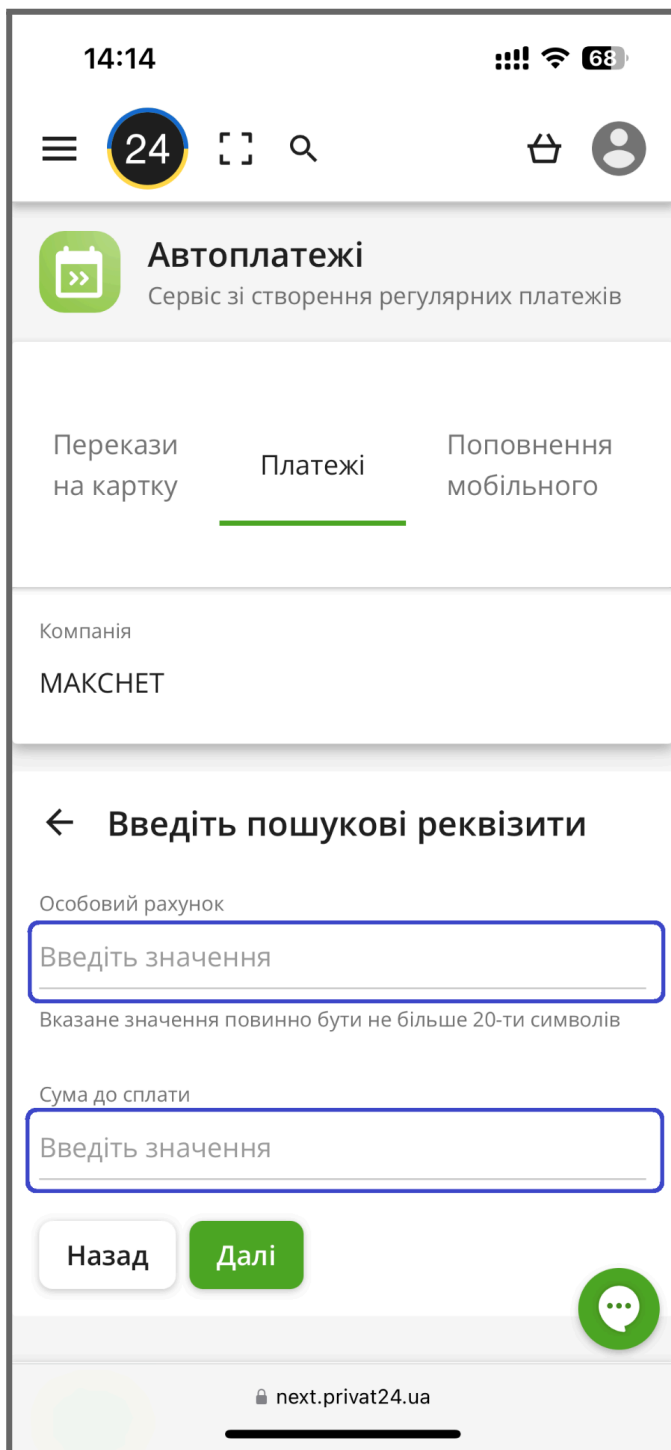 14:14
68
24
Автоплатежі
Сервіс зі створення регулярних платежів
Перекази
на картку
Платежі
Поповнення
мобільного
Компанія
МАКСНЕТ
Введіть пошукові реквізити
Особовий рахунок
Введіть значення
Вказане значення повинно бути не більше 20-ти символів
Сума до сплати
Введіть значення
Назад
Далі
next.privat24.ua